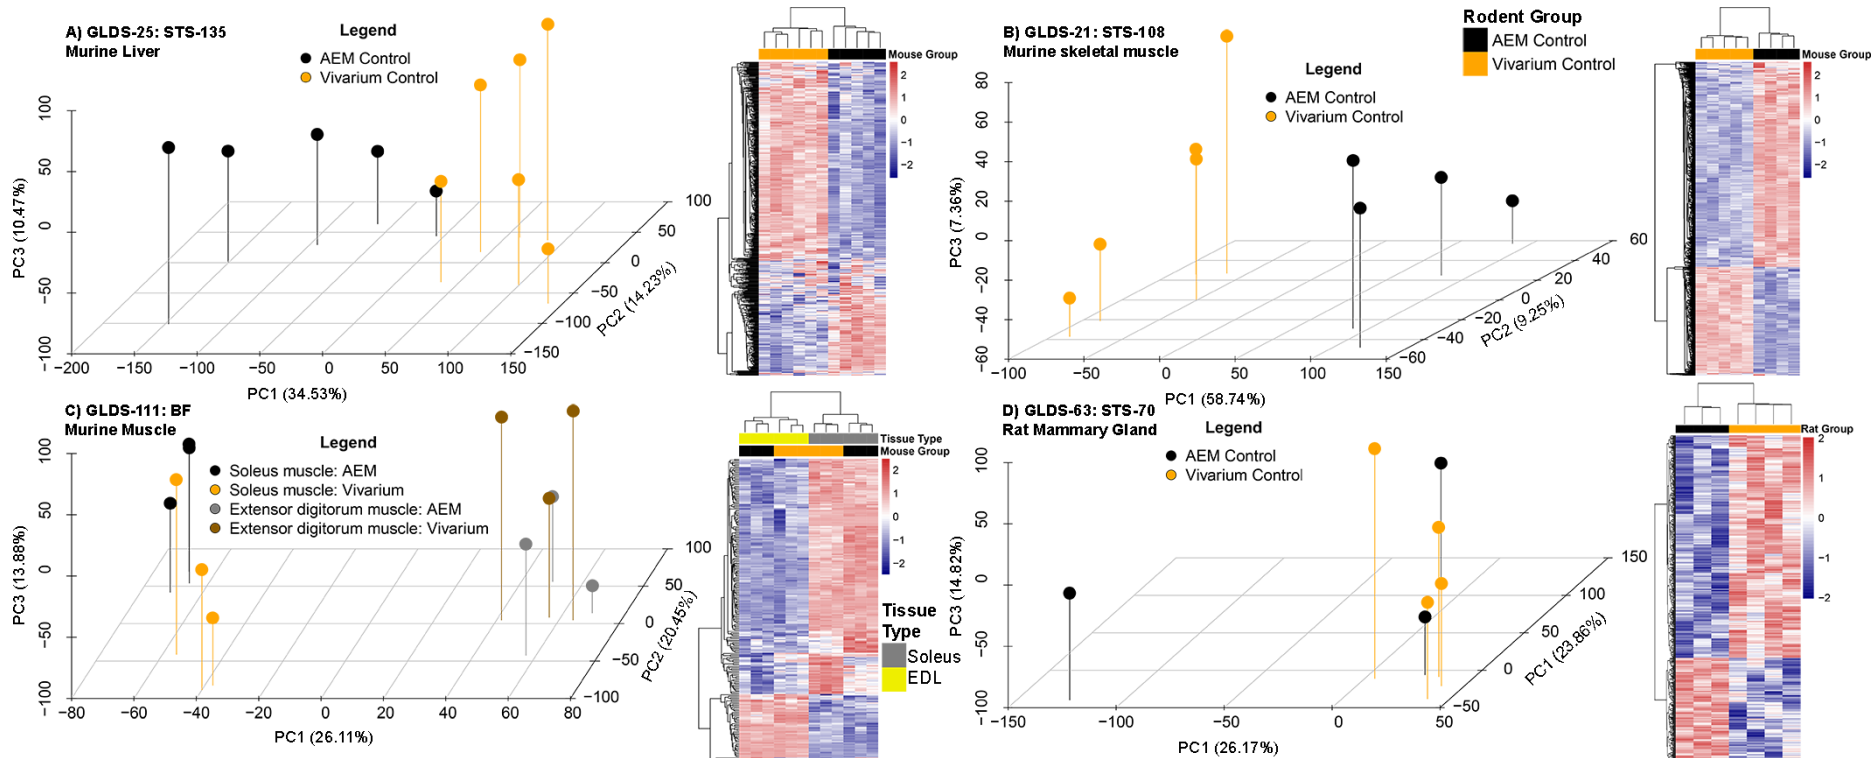 A) GLDS-25: STS-135
Murine Liver
Legend
AEM Control
Vivarium Control
PC3 (10.47%)
100
50
0
−50
−100
−200
−150
−100
−50
0
50
100
150
PC1 (34.53%)
100
50
0
−50
−100
−150
PC2 (14.23%)
Mouse Group
2
1
0
−1
−2
B) GLDS-21: STS-108
Murine skeletal muscle
Legend
AEM Control
Vivarium Control
Rodent Group
AEM Control
Vivarium Control
PC3 (7.36%)
80
60
40
20
0
−20
−40
−60
−100
−50
0
50
100
150
PC1 (58.74%)
60
40
20
0
−20
−40
−60
PC2 (9.25%)
Mouse Group
2
1
0
−1
−2
C) GLDS-111: BF
Murine Muscle
Legend
Soleus muscle: AEM
Soleus muscle: Vivarium
Extensor digitorum muscle: AEM
Extensor digitorum muscle: Vivarium
PC3 (13.88%)
100
50
0
−50
−100
−80
−60
−40
−20
0
20
40
60
80
PC1 (26.11%)
100
50
0
−50
−100
PC2 (20.45%)
Tissue Type
Mouse Group
2
1
0
−1
−2
Tissue
Type
Soleus
EDL
D) GLDS-63: STS-70
Rat Mammary Gland
Legend
AEM Control
Vivarium Control
PC3 (14.82%)
100
50
0
−50
−100
−150
−100
−50
0
50
PC1 (26.17%)
150
100
50
0
−50
PC1 (23.86%)
Rat Group
2
1
0
−1
−2